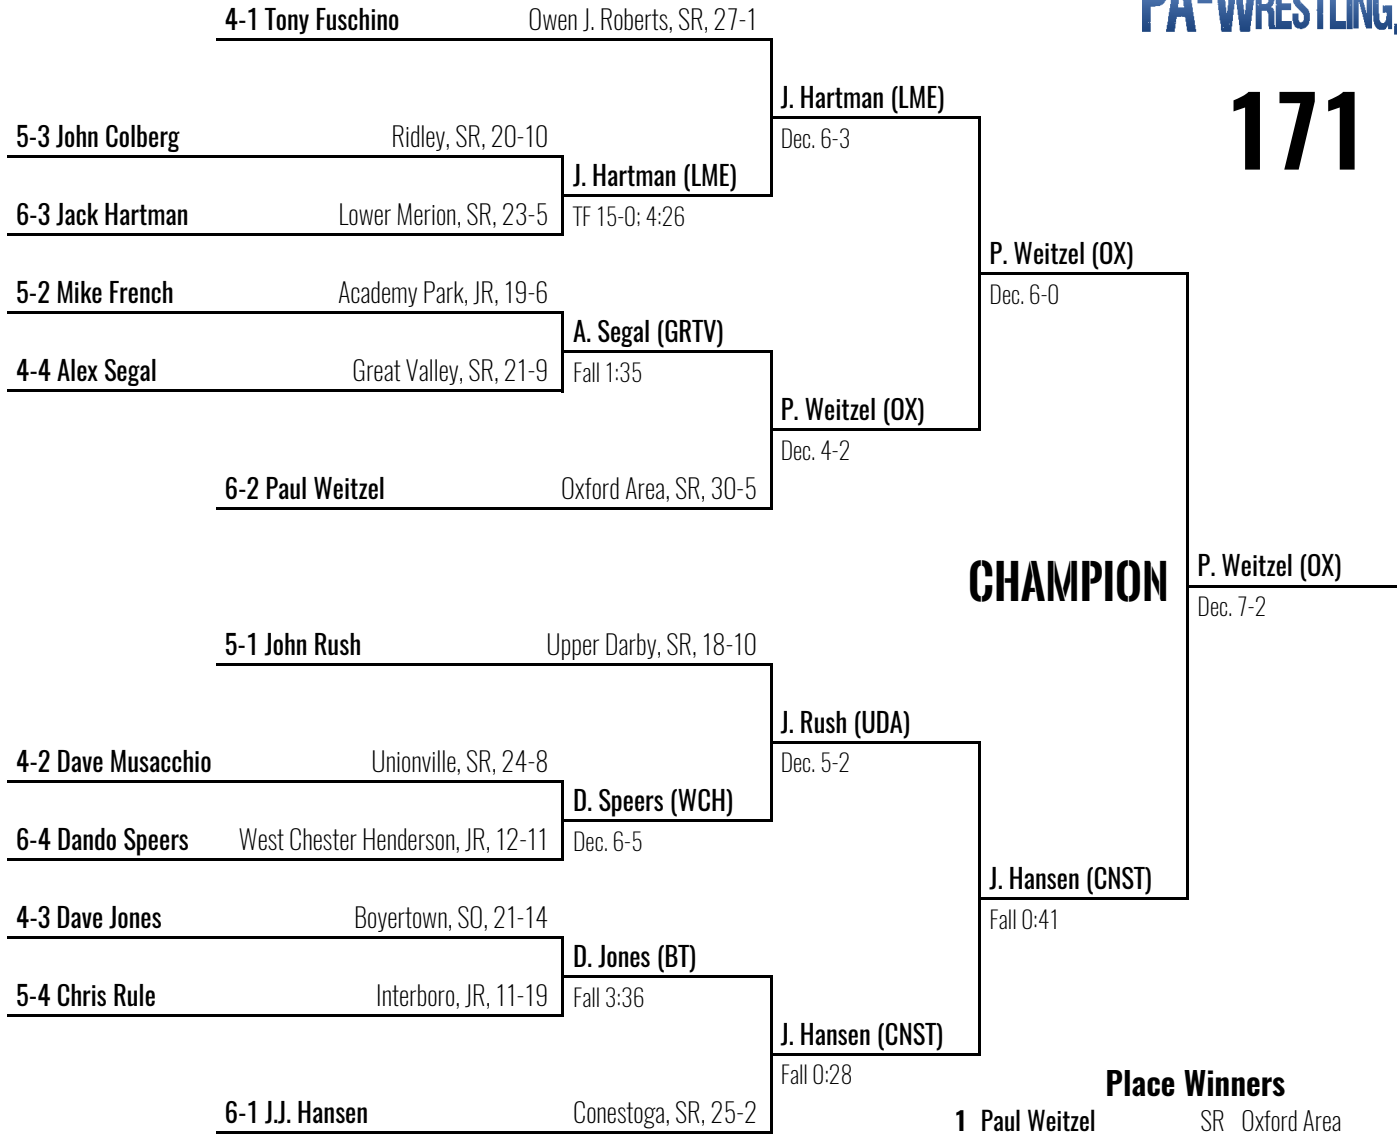 4-1 Tony Fuschino Owen J. Roberts, SR, 27-1
PA-WRESTLING.
J. Hartman (LME)
171
5-3 John Colberg Ridley, SR, 20-10
Dec. 6-3
J. Hartman (LME)
6-3 Jack Hartman Lower Merion, SR, 23-5
TF 15-0; 4:26
P. Weitzel (OX)
5-2 Mike French Academy Park, JR, 19-6
Dec. 6-0
A. Segal (GRTV)
4-4 Alex Segal Great Valley, SR, 21-9
Fall 1:35
P. Weitzel (OX)
Dec. 4-2
6-2 Paul Weitzel Oxford Area, SR, 30-5
CHAMPION
P. Weitzel (OX)
Dec. 7-2
5-1 John Rush Upper Darby, SR, 18-10
J. Rush (UDA)
4-2 Dave Musacchio Unionville, SR, 24-8
Dec. 5-2
D. Speers (WCH)
6-4 Dando Speers West Chester Henderson, JR, 12-11
Dec. 6-5
J. Hansen (CNST)
4-3 Dave Jones Boyertown, SO, 21-14
Fall 0:41
D. Jones (BT)
5-4 Chris Rule Interboro, JR, 11-19
Fall 3:36
J. Hansen (CNST)
Fall 0:28
Place Winners
6-1 J.J. Hansen Conestoga, SR, 25-2
1 Paul Weitzel SR Oxford Area